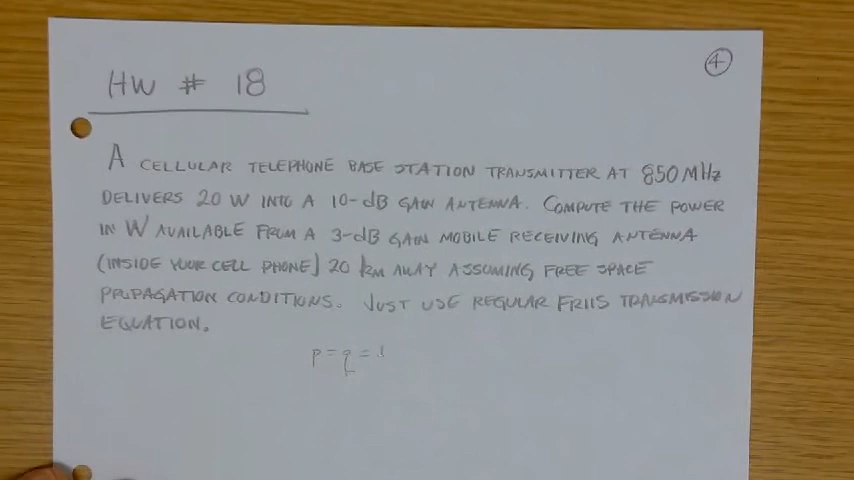 HW # 18
4
A CELLULAR TELEPHONE BASE STATION TRANSMITTER AT 850 MHz
DELIVERS 20 W INTO A 10-dB GAIN ANTENNA. COMPUTE THE POWER
IN W AVAILABLE FROM A 3-dB GAIN MOBILE RECEIVING ANTENNA
(INSIDE YOUR CELL PHONE) 20 km AWAY ASSUMING FREE SPACE
PROPAGATION CONDITIONS. JUST USE REGULAR FRIIS TRANSMISSION
EQUATION.
p = q = 1